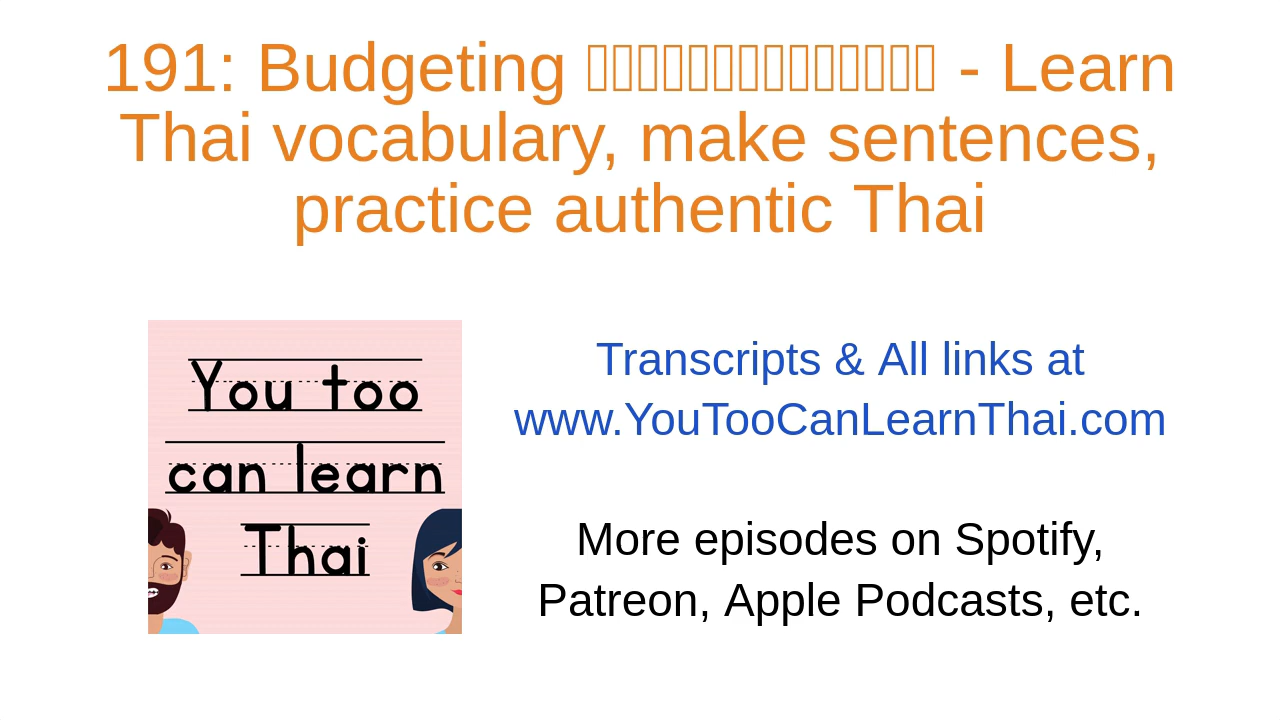 191: Budgeting - Learn
Thai vocabulary, make sentences,
practice authentic Thai
You too
can learn
Thai
Transcripts & All links at
www.YouTooCanLearnThai.com
More episodes on Spotify,
Patreon, Apple Podcasts, etc.